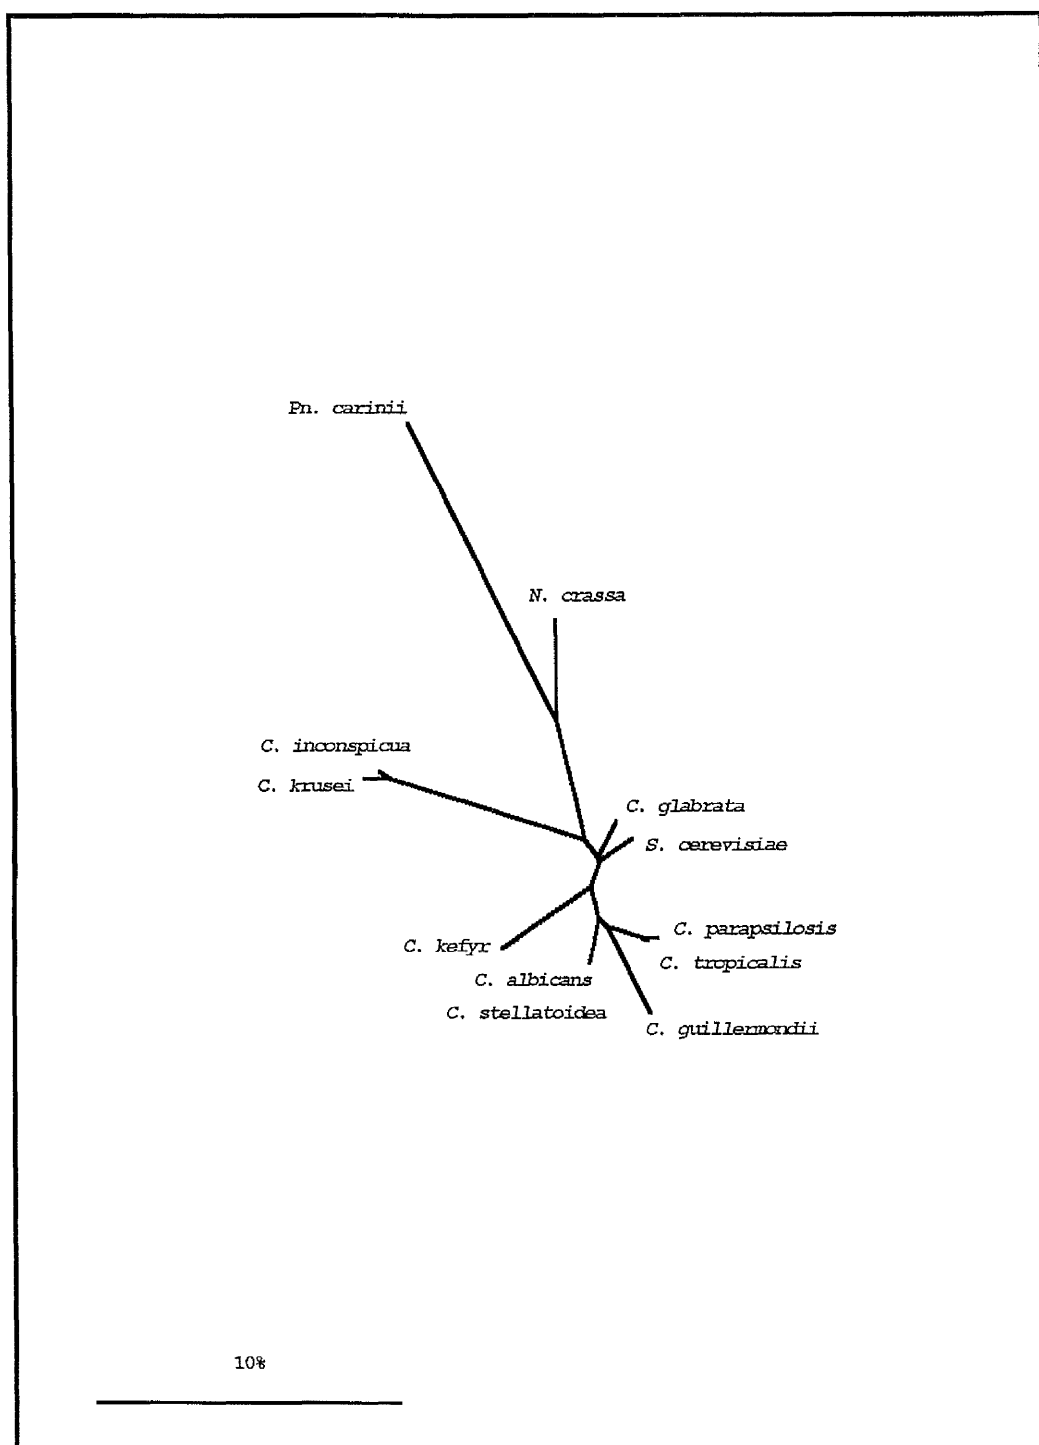 Pn. carinii
N. crassa
C. inconspicua
C. krusei
C. glabrata
S. cerevisiae
C. parapsilosis
C. kefyr
C. tropicalis
C. albicans
C. stellatoidea
C. guillermondii
10%